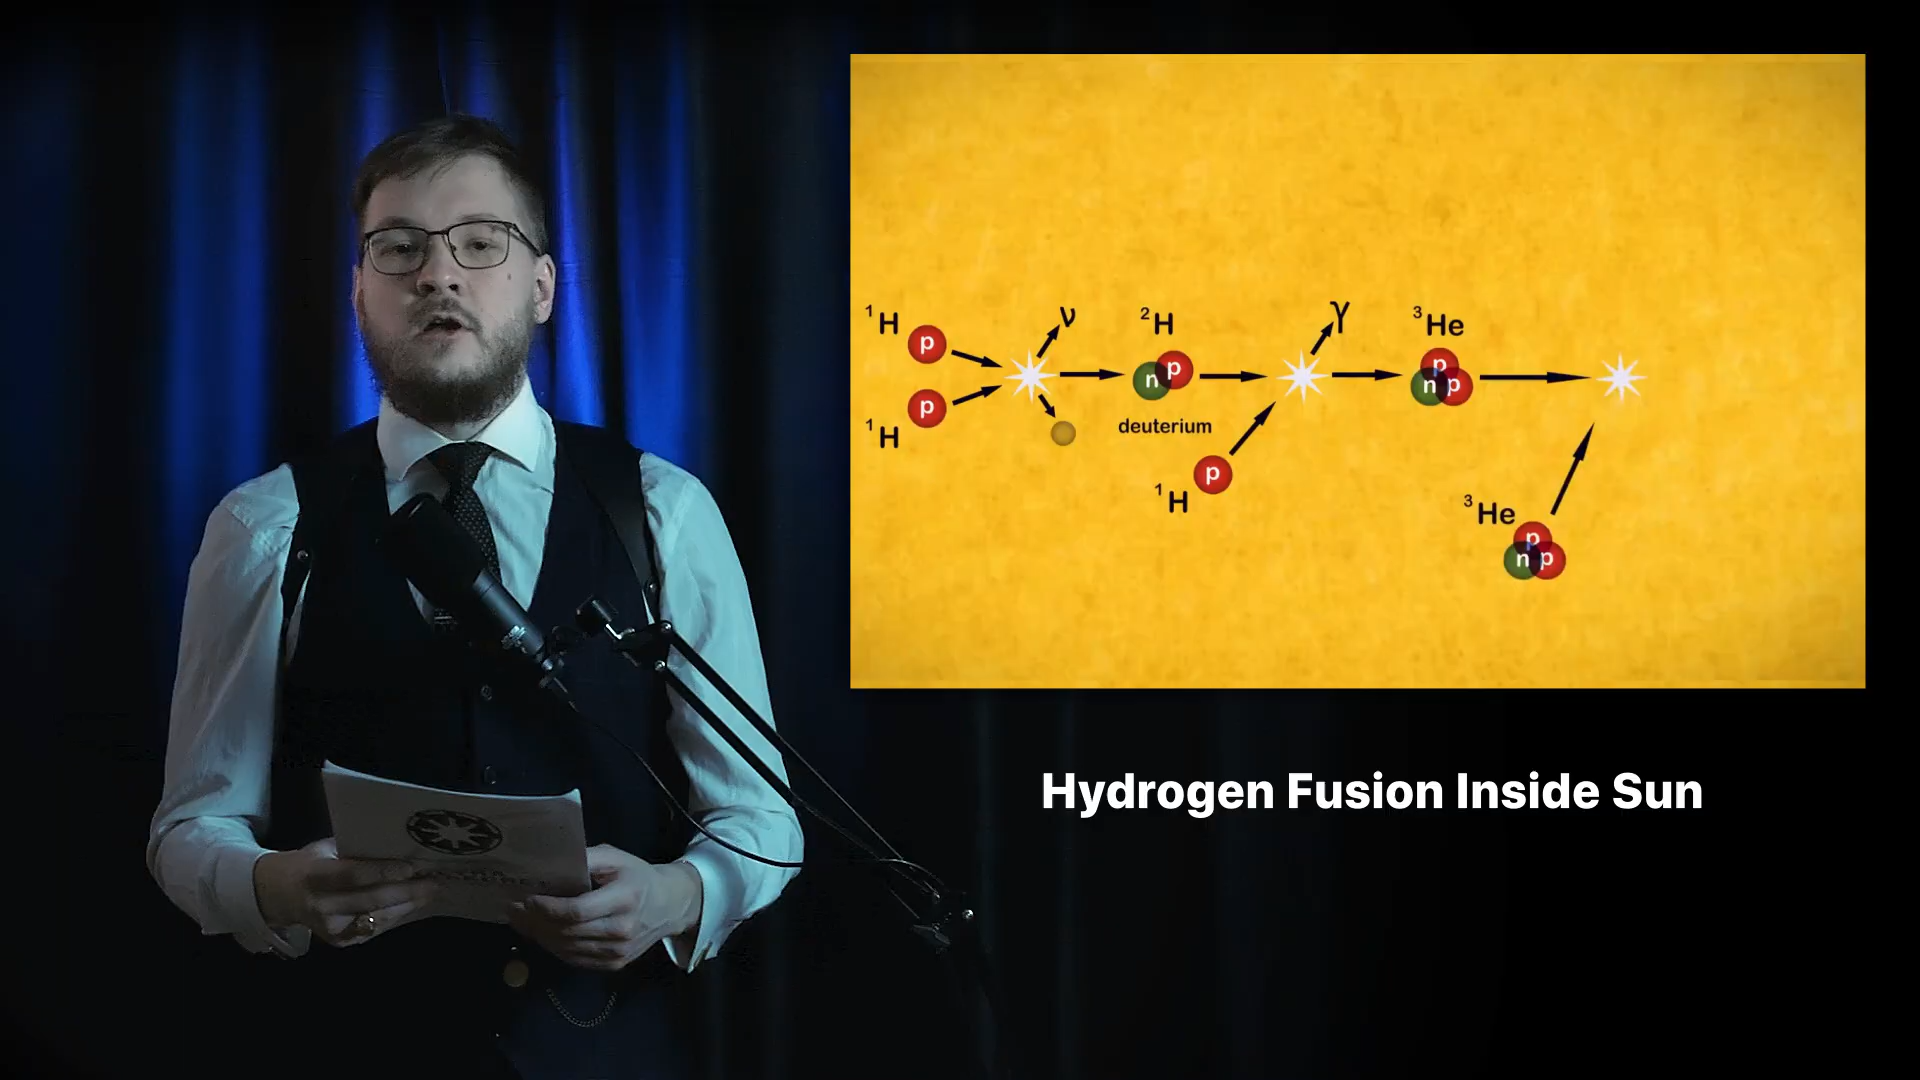 ¹H
p
ν
²H
γ
³He
p
n
p
p
n
p
p
¹H
deuterium
p
¹H
³He
p
n
p
Hydrogen Fusion Inside Sun